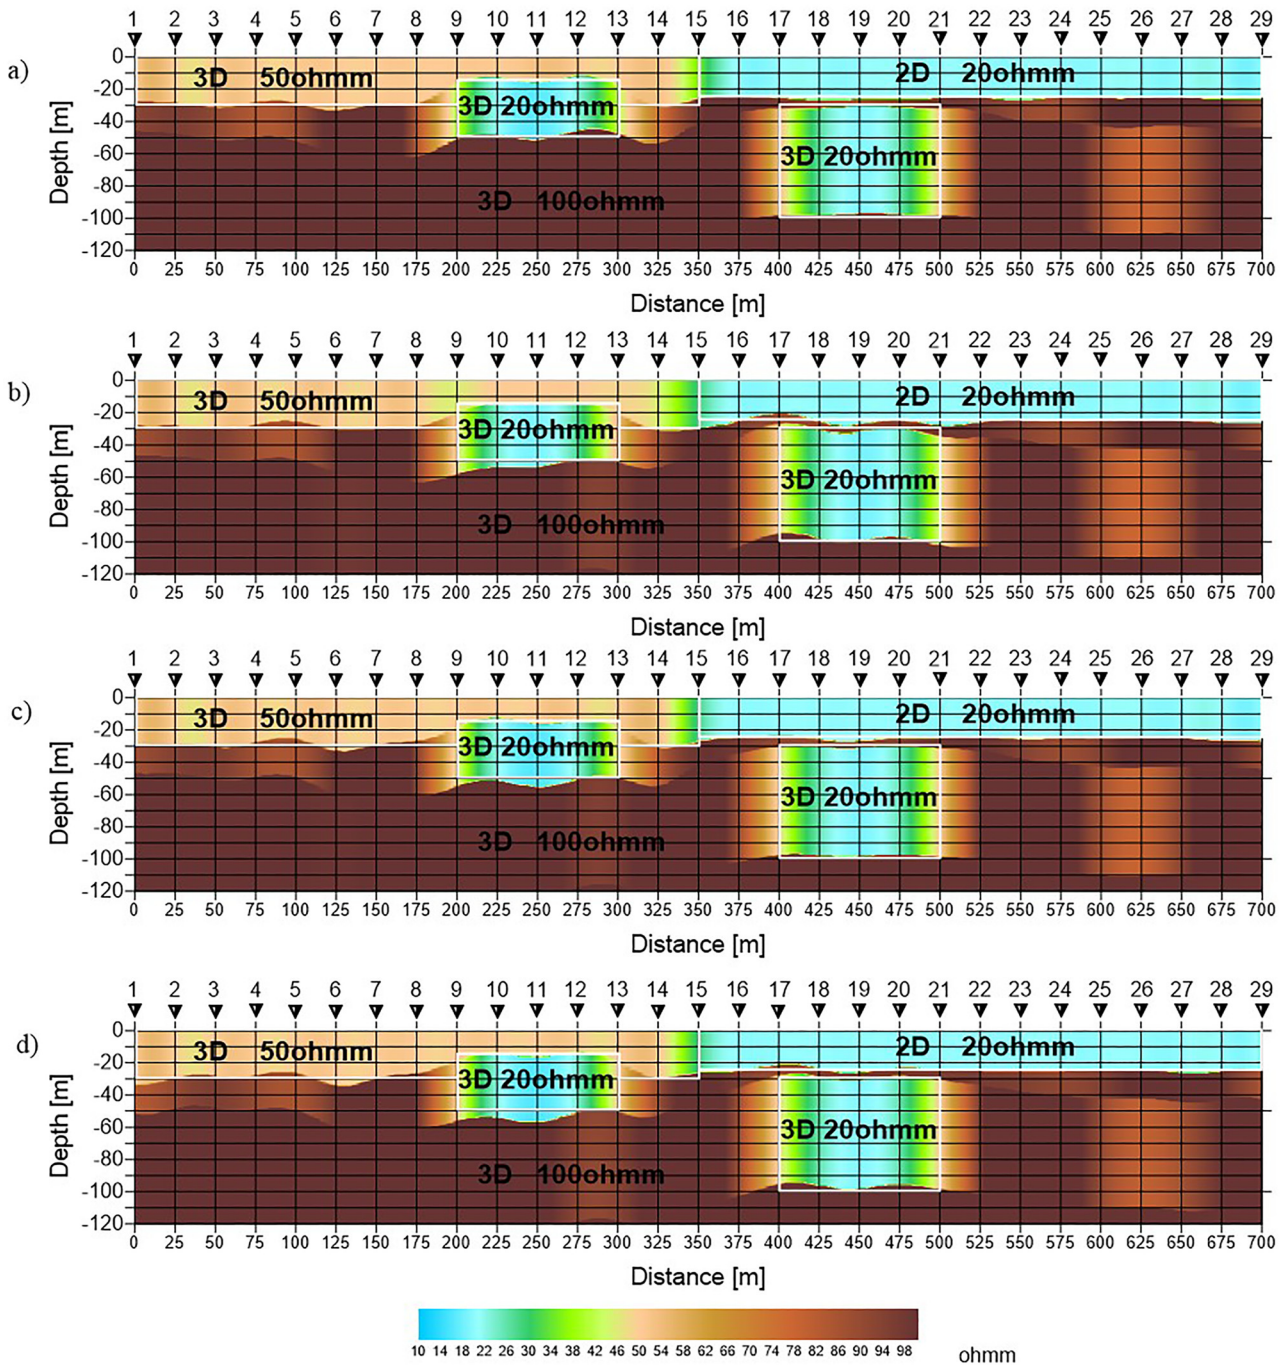 1 2 3 4 5 6 7 8 9 10 11 12 13 14 15 16 17 18 19 20 21 22 23 24 25 26 27 28 29
a)
0
-20
-40
-60
-80
-100
-120
Depth [m]
3D 50ohmm
2D 20ohmm
3D 20ohmm
3D 20ohmm
3D 100ohmm
0 25 50 75 100 125 150 175 200 225 250 275 300 325 350 375 400 425 450 475 500 525 550 575 600 625 650 675 700
Distance [m]
1 2 3 4 5 6 7 8 9 10 11 12 13 14 15 16 17 18 19 20 21 22 23 24 25 26 27 28 29
b)
0
-20
-40
-60
-80
-100
-120
Depth [m]
3D 50ohmm
2D 20ohmm
3D 20ohmm
3D 20ohmm
3D 100ohmm
0 25 50 75 100 125 150 175 200 225 250 275 300 325 350 375 400 425 450 475 500 525 550 575 600 625 650 675 700
Distance [m]
1 2 3 4 5 6 7 8 9 10 11 12 13 14 15 16 17 18 19 20 21 22 23 24 25 26 27 28 29
c)
0
-20
-40
-60
-80
-100
-120
Depth [m]
3D 50ohmm
2D 20ohmm
3D 20ohmm
3D 20ohmm
3D 100ohmm
0 25 50 75 100 125 150 175 200 225 250 275 300 325 350 375 400 425 450 475 500 525 550 575 600 625 650 675 700
Distance [m]
1 2 3 4 5 6 7 8 9 10 11 12 13 14 15 16 17 18 19 20 21 22 23 24 25 26 27 28 29
d)
0
-20
-40
-60
-80
-100
-120
Depth [m]
3D 50ohmm
2D 20ohmm
3D 20ohmm
3D 20ohmm
3D 100ohmm
0 25 50 75 100 125 150 175 200 225 250 275 300 325 350 375 400 425 450 475 500 525 550 575 600 625 650 675 700
Distance [m]
10 14 18 22 26 30 34 38 42 46 50 54 58 62 66 70 74 78 82 86 90 94 98
ohmm